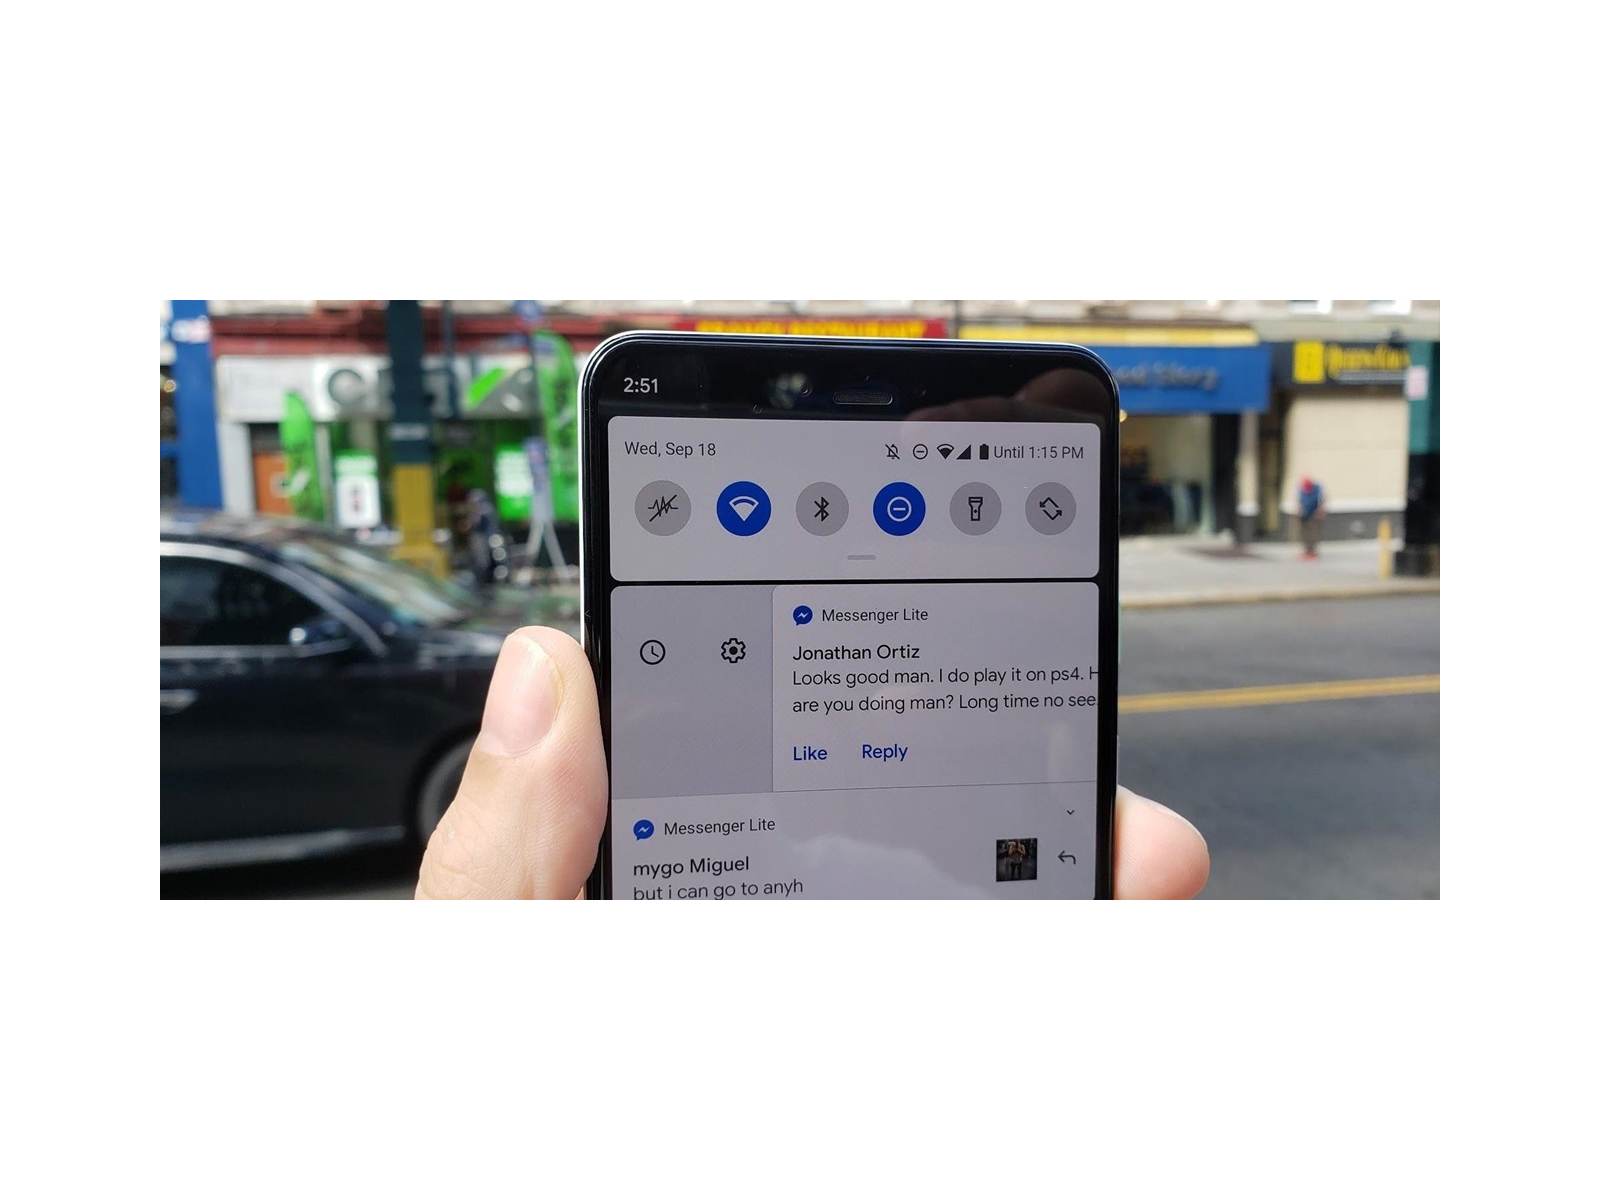 2:51
Wed, Sep 18
Until 1:15 PM
Messenger Lite
Jonathan Ortiz
Looks good man. I do play it on ps4. H
are you doing man? Long time no see.
Like Reply
Messenger Lite
mygo Miguel
but i can go to anyh